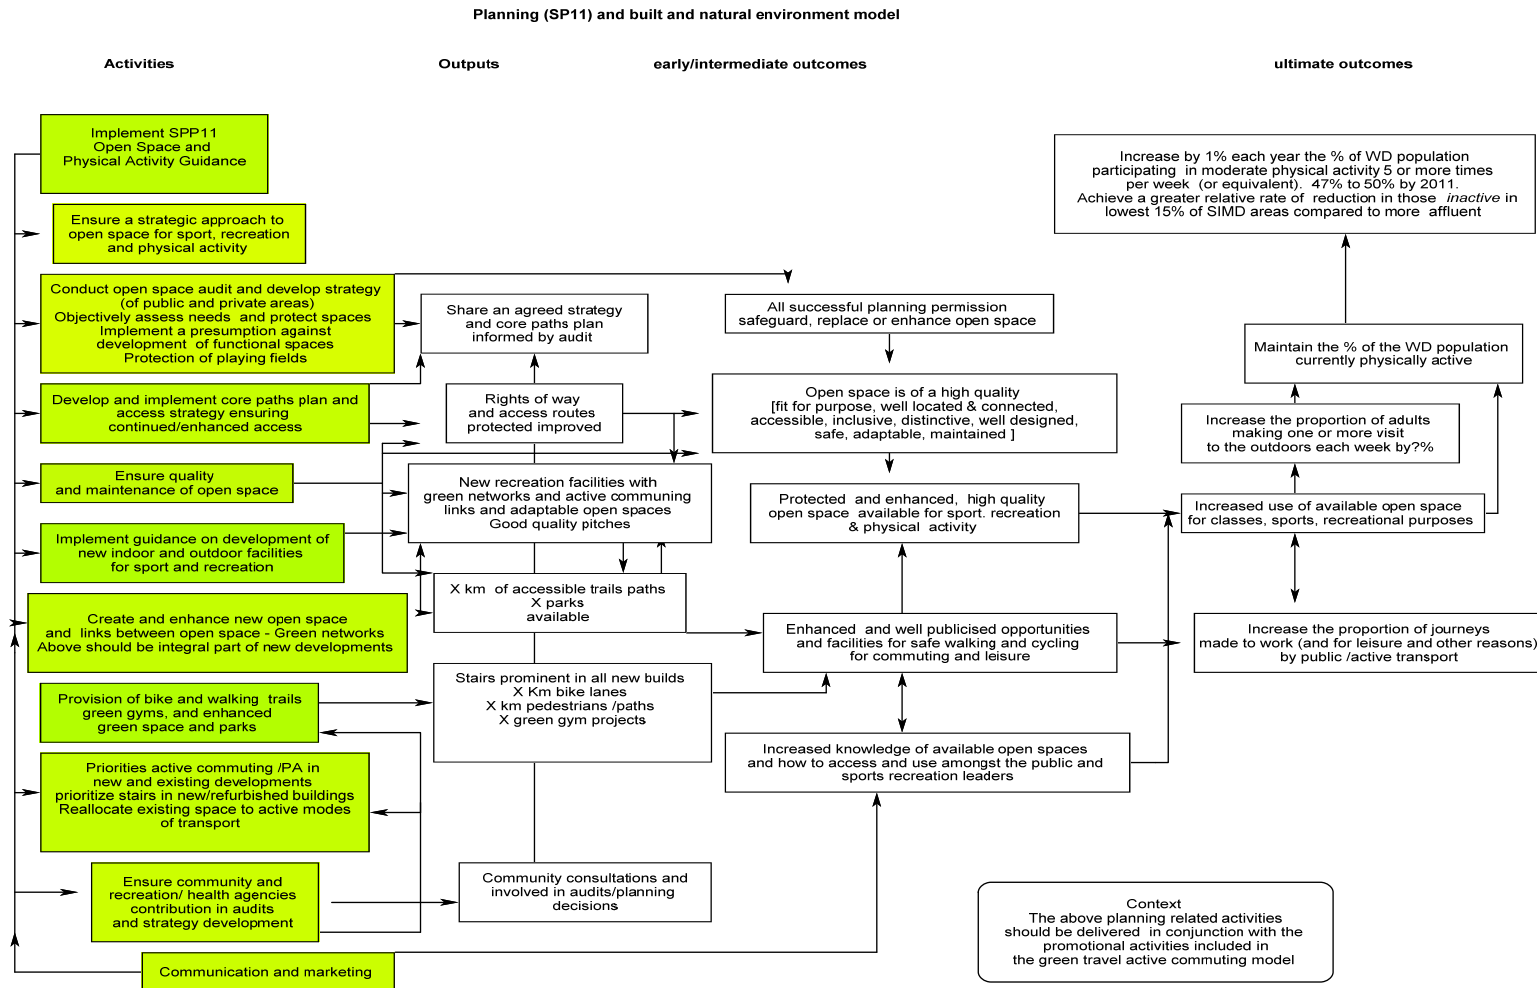 Planning (SP11) and built and natural environment model
Activities
Outputs
early/intermediate outcomes
ultimate outcomes
Implement SPP11
Open Space and
Physical Activity Guidance
Ensure a strategic approach to
open space for sport, recreation
and physical activity
Conduct open space audit and develop strategy
(of public and private areas)
Objectively assess needs and protect spaces
Implement a presumption against
development of functional spaces
Protection of playing fields
Develop and implement core paths plan and
access strategy ensuring
continued/enhanced access
Ensure quality
and maintenance of open space
Implement guidance on development of
new indoor and outdoor facilities
for sport and recreation
Create and enhance new open space
and links between open space - Green networks
Above should be integral part of new developments
Provision of bike and walking trails
green gyms, and enhanced
green space and parks
Priorities active commuting /PA in
new and existing developments
prioritize stairs in new/refurbished buildings
Reallocate existing space to active modes
of transport
Ensure community and
recreation/ health agencies
contribution in audits
and strategy development
Communication and marketing
Share an agreed strategy
and core paths plan
informed by audit
Rights of way
and access routes
protected improved
New recreation facilities with
green networks and active communing
links and adaptable open spaces
Good quality pitches
X km of accessible trails paths
X parks
available
Stairs prominent in all new builds
X Km bike lanes
X km pedestrians /paths
X green gym projects
Community consultations and
involved in audits/planning
decisions
All successful planning permission
safeguard, replace or enhance open space
Open space is of a high quality
[fit for purpose, well located & connected,
accessible, inclusive, distinctive, well designed,
safe, adaptable, maintained ]
Protected and enhanced, high quality
open space available for sport. recreation
& physical activity
Enhanced and well publicised opportunities
and facilities for safe walking and cycling
for commuting and leisure
Increased knowledge of available open spaces
and how to access and use amongst the public and
sports recreation leaders
Increase by 1% each year the % of WD population
participating in moderate physical activity 5 or more times
per week (or equivalent). 47% to 50% by 2011.
Achieve a greater relative rate of reduction in those inactive in
lowest 15% of SIMD areas compared to more affluent
Maintain the % of the WD population
currently physically active
Increase the proportion of adults
making one or more visit
to the outdoors each week by?%
Increased use of available open space
for classes, sports, recreational purposes
Increase the proportion of journeys
made to work (and for leisure and other reasons)
by public /active transport
Context
The above planning related activities
should be delivered in conjunction with the
promotional activities included in
the green travel active commuting model